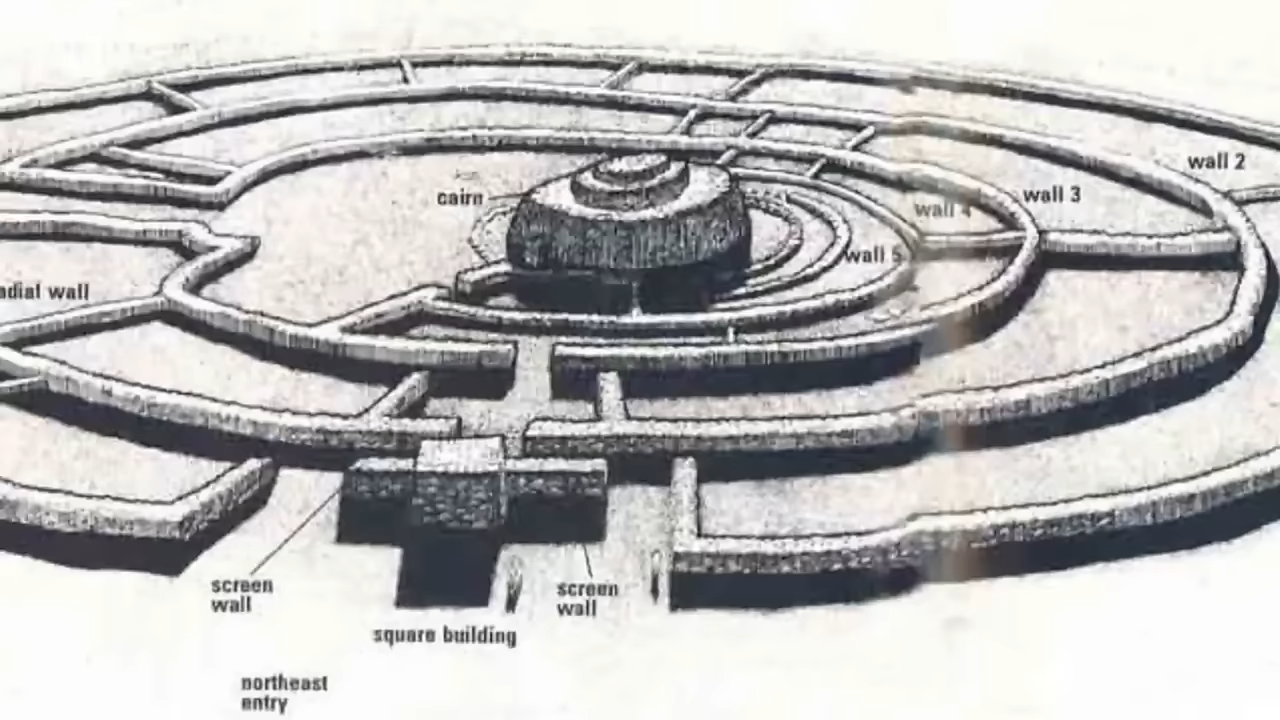 wall 2
cairn
wall 3
wall 4
wall 5
adial wall
screen
wall
screen
wall
square building
northeast
entry